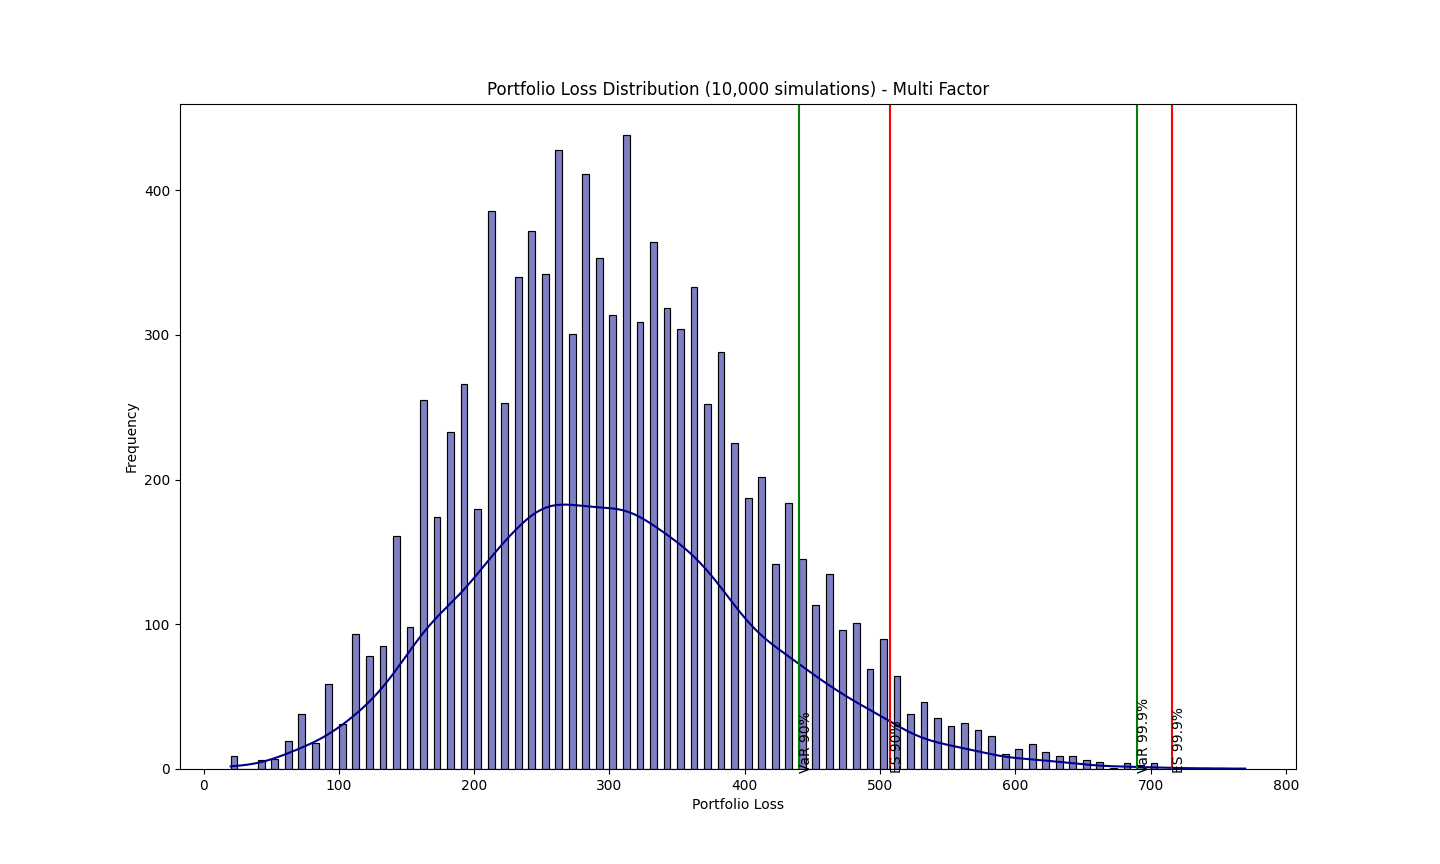 Portfolio Loss Distribution (10,000 simulations) - Multi Factor
Frequency
400
300
200
100
0
VaR 90%
ES 90%
VaR 99.9%
ES 99.9%
0 100 200 300 400 500 600 700 800
Portfolio Loss